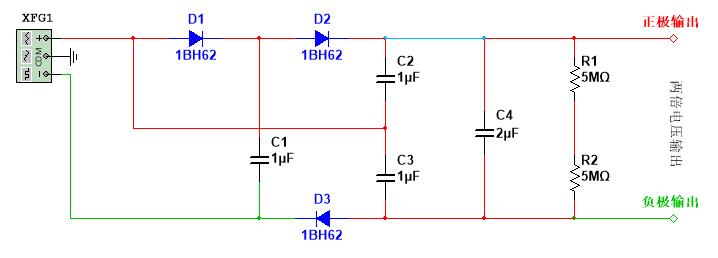 XFG1
COM
D1
1BH62
D2
1BH62
正极输出
C2
1µF
R1
5MΩ
C4
2µF
两倍电压输出
C1
1µF
C3
1µF
R2
5MΩ
D3
1BH62
负极输出